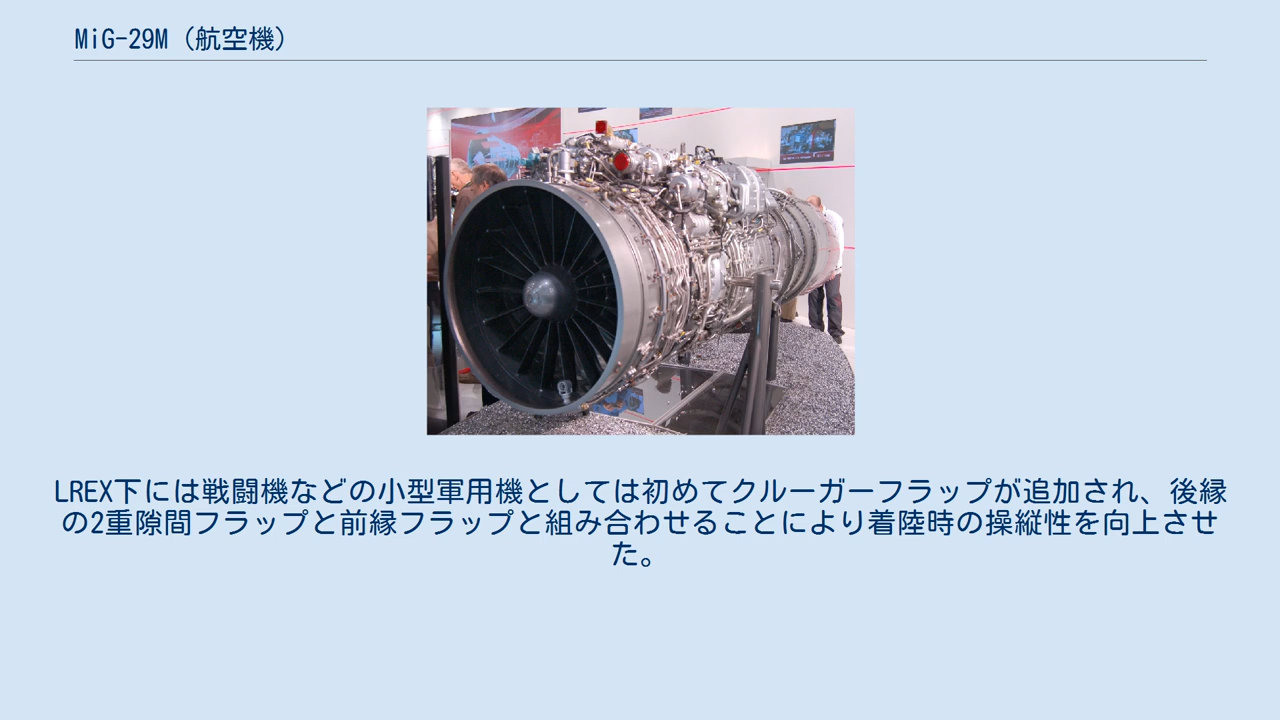 MiG-29M（航空機）
LREX下には戦闘機などの小型軍用機としては初めてクルーガーフラップが追加され、後縁
の2重隙間フラップと前縁フラップと組み合わせることにより着陸時の操縦性を向上させ
た。